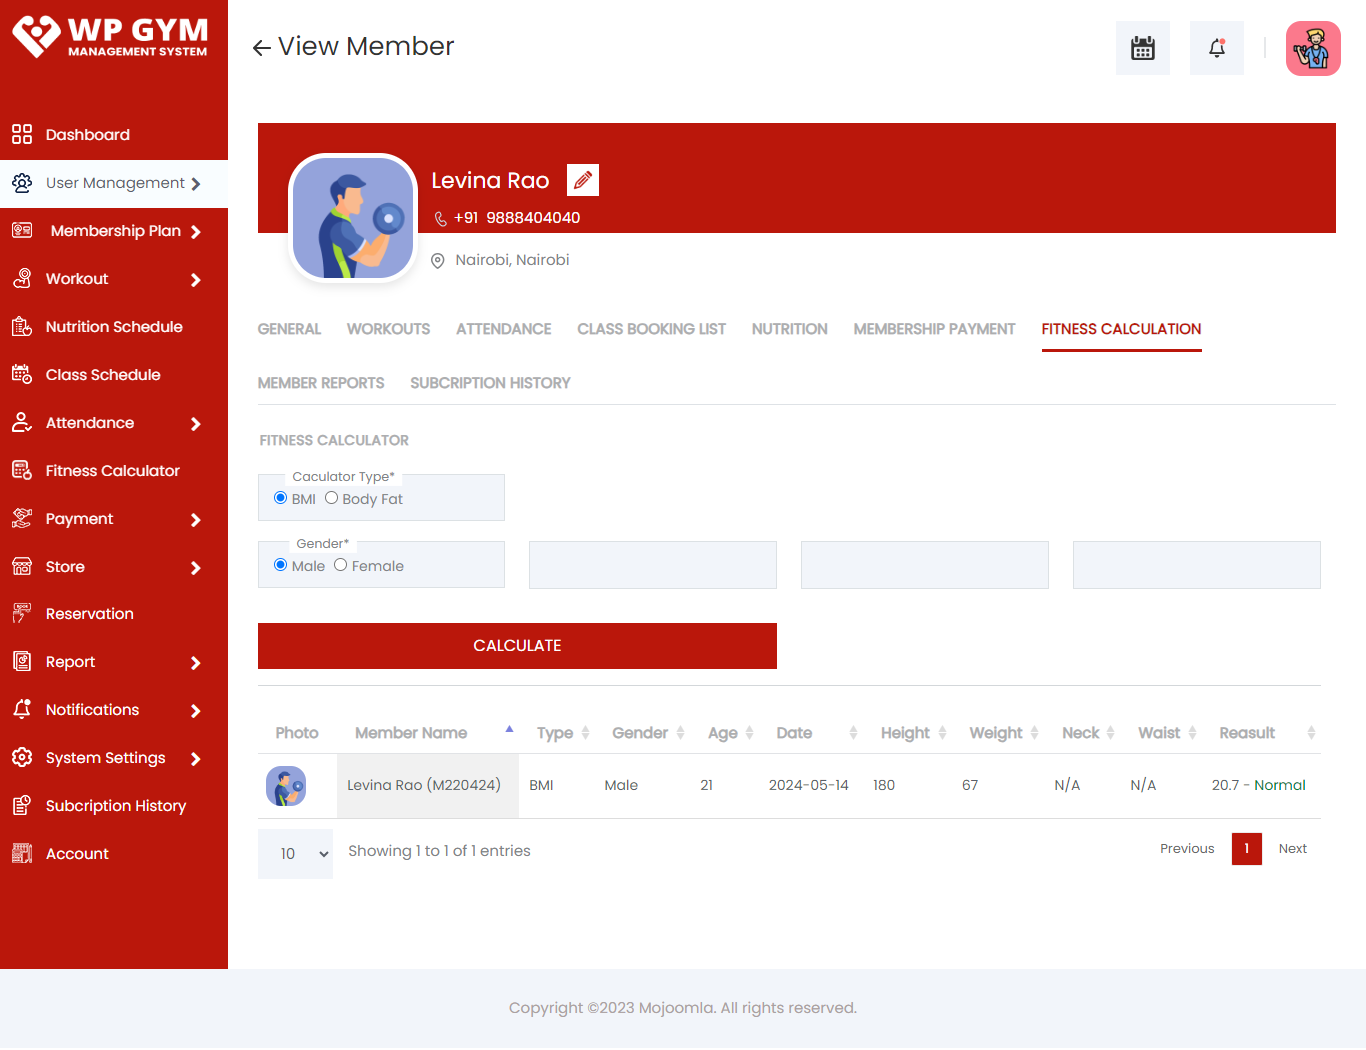 WP GYM
MANAGEMENT SYSTEM
View Member
Dashboard
User Management
Membership Plan
Workout
Nutrition Schedule
Class Schedule
Attendance
Fitness Calculator
Payment
Store
Reservation
Report
Notifications
System Settings
Subcription History
Account
Levina Rao
+91 9888404040
Nairobi, Nairobi
GENERAL WORKOUTS ATTENDANCE CLASS BOOKING LIST NUTRITION MEMBERSHIP PAYMENT FITNESS CALCULATION
MEMBER REPORTS SUBCRIPTION HISTORY
FITNESS CALCULATOR
Caculator Type*
BMI Body Fat
Gender*
Male Female
CALCULATE
Photo Member Name Type Gender Age Date Height Weight Neck Waist Reasult
Levina Rao (M220424) BMI Male 21 2024-05-14 180 67 N/A N/A 20.7 - Normal
10 Showing 1 to 1 of 1 entries Previous 1 Next
Copyright ©2023 Mojoomla. All rights reserved.